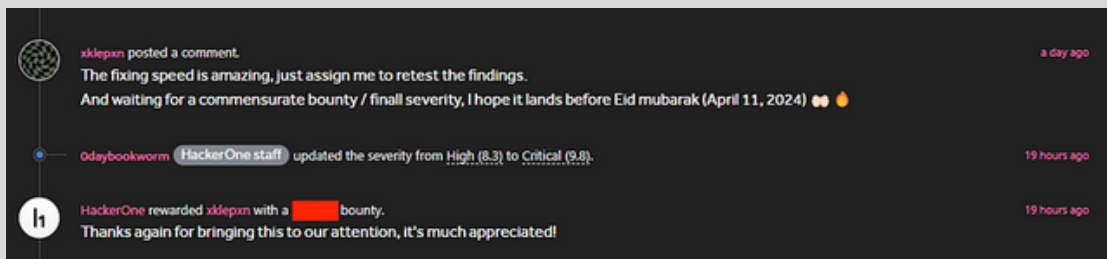 xklepxn posted a comment. a day ago
The fixing speed is amazing, just assign me to retest the findings.
And waiting for a commensurate bounty / finall severity, I hope it lands before Eid mubarak (April 11, 2024) 🤲🏻 🔥
0daybookworm HackerOne staff updated the severity from High (8.3) to Critical (9.8). 19 hours ago
h1
HackerOne rewarded xklepxn with a bounty. 19 hours ago
Thanks again for bringing this to our attention, it's much appreciated!